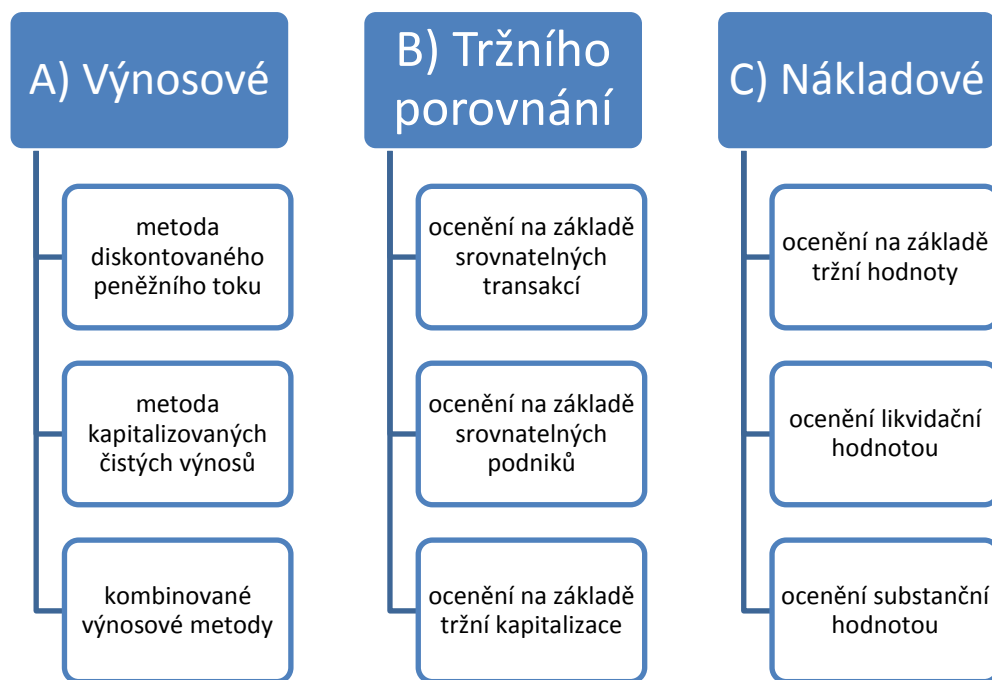 A) Výnosové
metoda
diskontovaného
peněžního toku
metoda
kapitalizovaných
čistých výnosů
kombinované
výnosové metody
B) Tržního
porovnání
ocenění na základě
srovnatelných
transakcí
ocenění na základě
srovnatelných
podniků
ocenění na základě
tržní kapitalizace
C) Nákladové
ocenění na základě
tržní hodnoty
ocenění likvidační
hodnotou
ocenění substanční
hodnotou